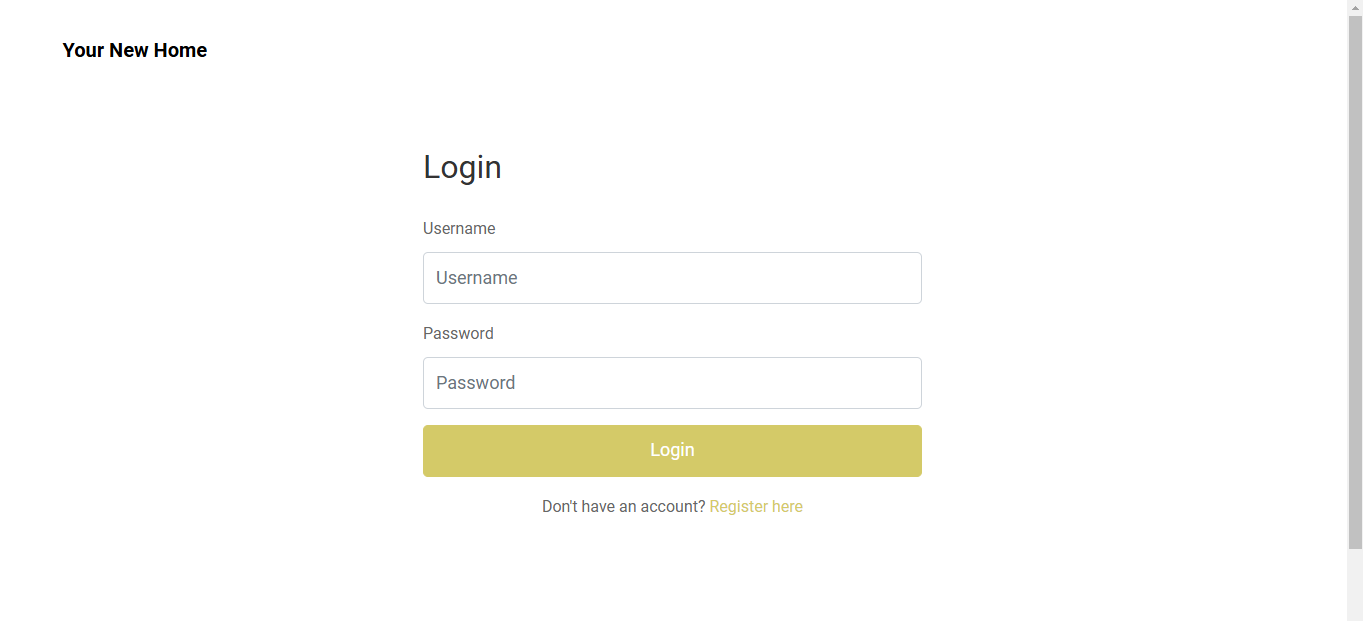 Your New Home
Login
Username
Username
Password
Password
Login
Don't have an account? Register here